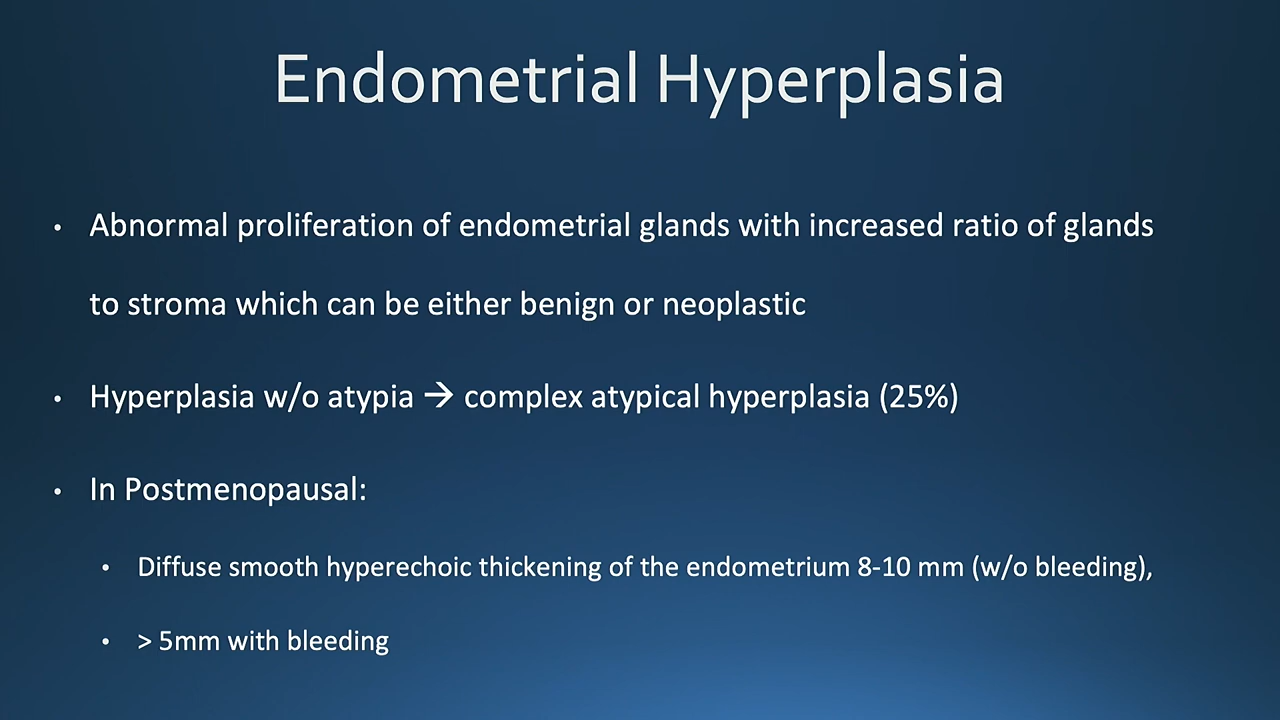 Endometrial Hyperplasia
• Abnormal proliferation of endometrial glands with increased ratio of glands
to stroma which can be either benign or neoplastic
• Hyperplasia w/o atypia → complex atypical hyperplasia (25%)
• In Postmenopausal:
• Diffuse smooth hyperechoic thickening of the endometrium 8-10 mm (w/o bleeding),
• > 5mm with bleeding